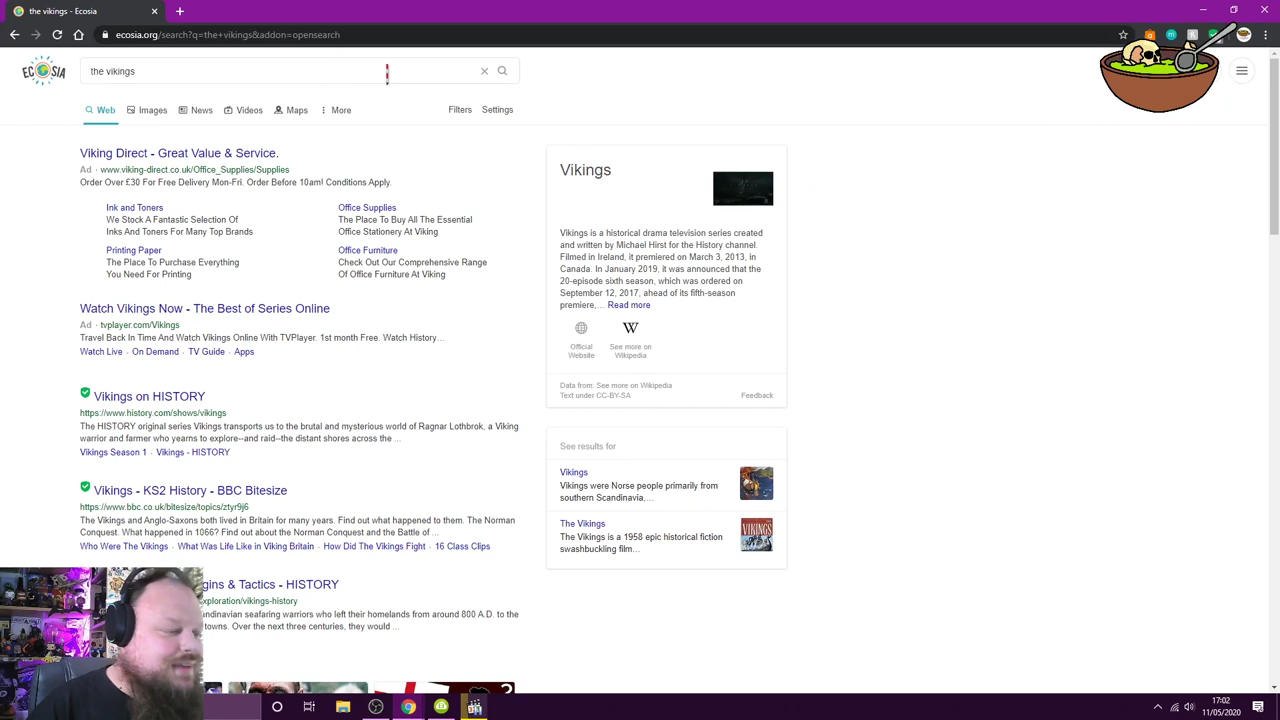 .org/search?q=the+vikings&addon=opensearch
ECOSIA
the vikings
Web
Images
News
Videos
Maps
More
Filters
Settings
Viking Direct - Great Value & Service.
Ad · www.viking-direct.co.uk/Office_Supplies/Supplies
Order Over £30 For Free Delivery Mon-Fri. Order Before 10am! Conditions Apply.
Ink and Toners
We Stock A Fantastic Selection Of
Inks And Toners For Many Top Brands
Office Supplies
The Place To Buy All The Essential
Office Stationery At Viking
Printing Paper
The Place To Purchase Everything
You Need For Printing
Office Furniture
Check Out Our Comprehensive Range
Of Office Furniture At Viking
Watch Vikings Now - The Best of Series Online
Ad · tvplayer.com/Vikings
Travel Back In Time And Watch Vikings Online With TVPlayer. 1st month Free. Watch History...
Watch Live · On Demand · TV Guide · Apps
Vikings on HISTORY
https://www.history.com/shows/vikings
The HISTORY original series Vikings transports us to the brutal and mysterious world of Ragnar Lothbrok, a Viking
warrior and farmer who yearns to explore--and raid--the distant shores across the ...
Vikings Season 1 · Vikings - HISTORY
Vikings - KS2 History - BBC Bitesize
https://www.bbc.co.uk/bitesize/topics/ztyr9j6
The Vikings and Anglo-Saxons both lived in Britain for many years. Find out what happened to them. The Norman
Conquest. What happened in 1066? Find out about the Norman Conquest and the Battle of ...
Who Were The Vikings · What Was Life Like in Viking Britain · How Did The Vikings Fight · 16 Class Clips
gins & Tactics - HISTORY
xploration/vikings-history
andinavian seafaring warriors who left their homelands from around 800 A.D. to the
towns. Over the next three centuries, they would ...
Vikings
Vikings is a historical drama television series created
and written by Michael Hirst for the History channel.
Filmed in Ireland, it premiered on March 3, 2013, in
Canada. In January 2019, it was announced that the
20-episode sixth season, which was ordered on
September 12, 2017, ahead of its fifth-season
premiere,... Read more
Official
Website
W
See more on
Wikipedia
Data from: See more on Wikipedia
Text under CC-BY-SA
Feedback
See results for
Vikings
Vikings were Norse people primarily from
southern Scandinavia,...
The Vikings
The Vikings is a 1958 epic historical fiction
swashbuckling film...
VIKINGS
17:02
11/05/2020